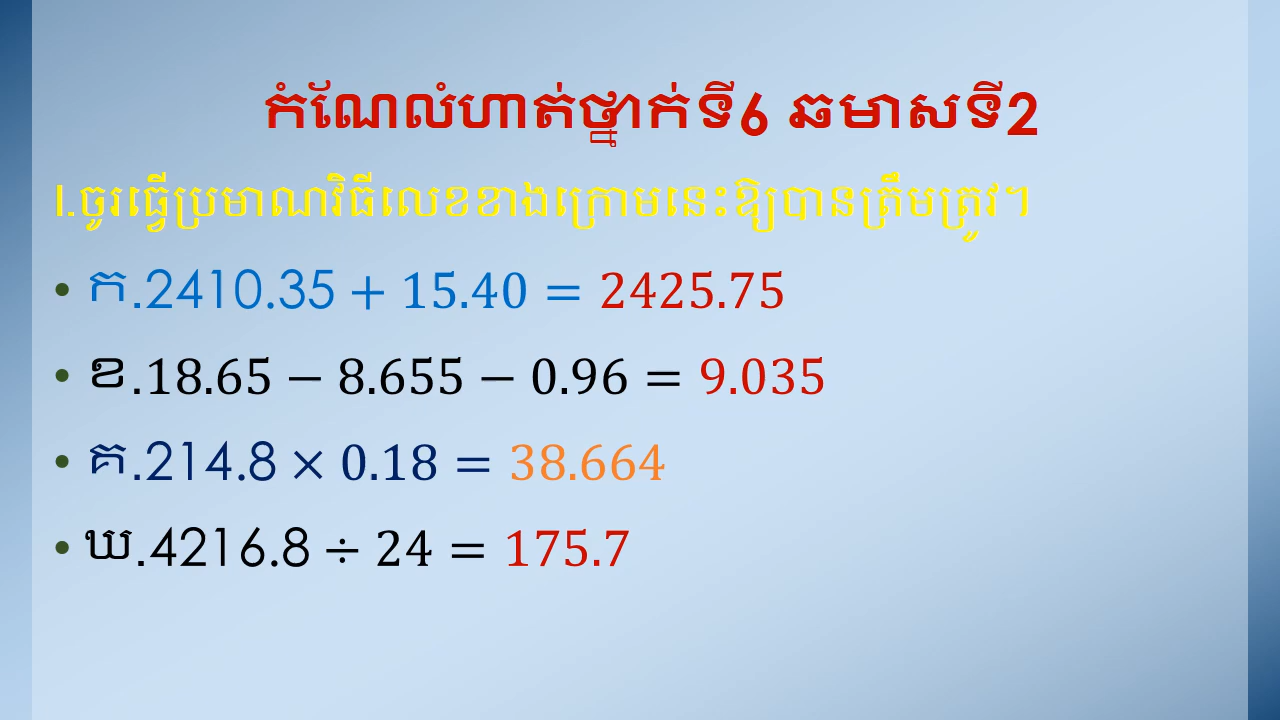 កំណែលំហាត់ថ្នាក់ទី6 ឆមាសទី2
I.ចូរធ្វើប្រមាណវិធីលេខខាងក្រោមនេះឱ្យបានត្រឹមត្រូវ។
• ក.2410.35 + 15.40 = 2425.75
• ខ.18.65 − 8.655 − 0.96 = 9.035
• គ.214.8 × 0.18 = 38.664
• ឃ.4216.8 ÷ 24 = 175.7